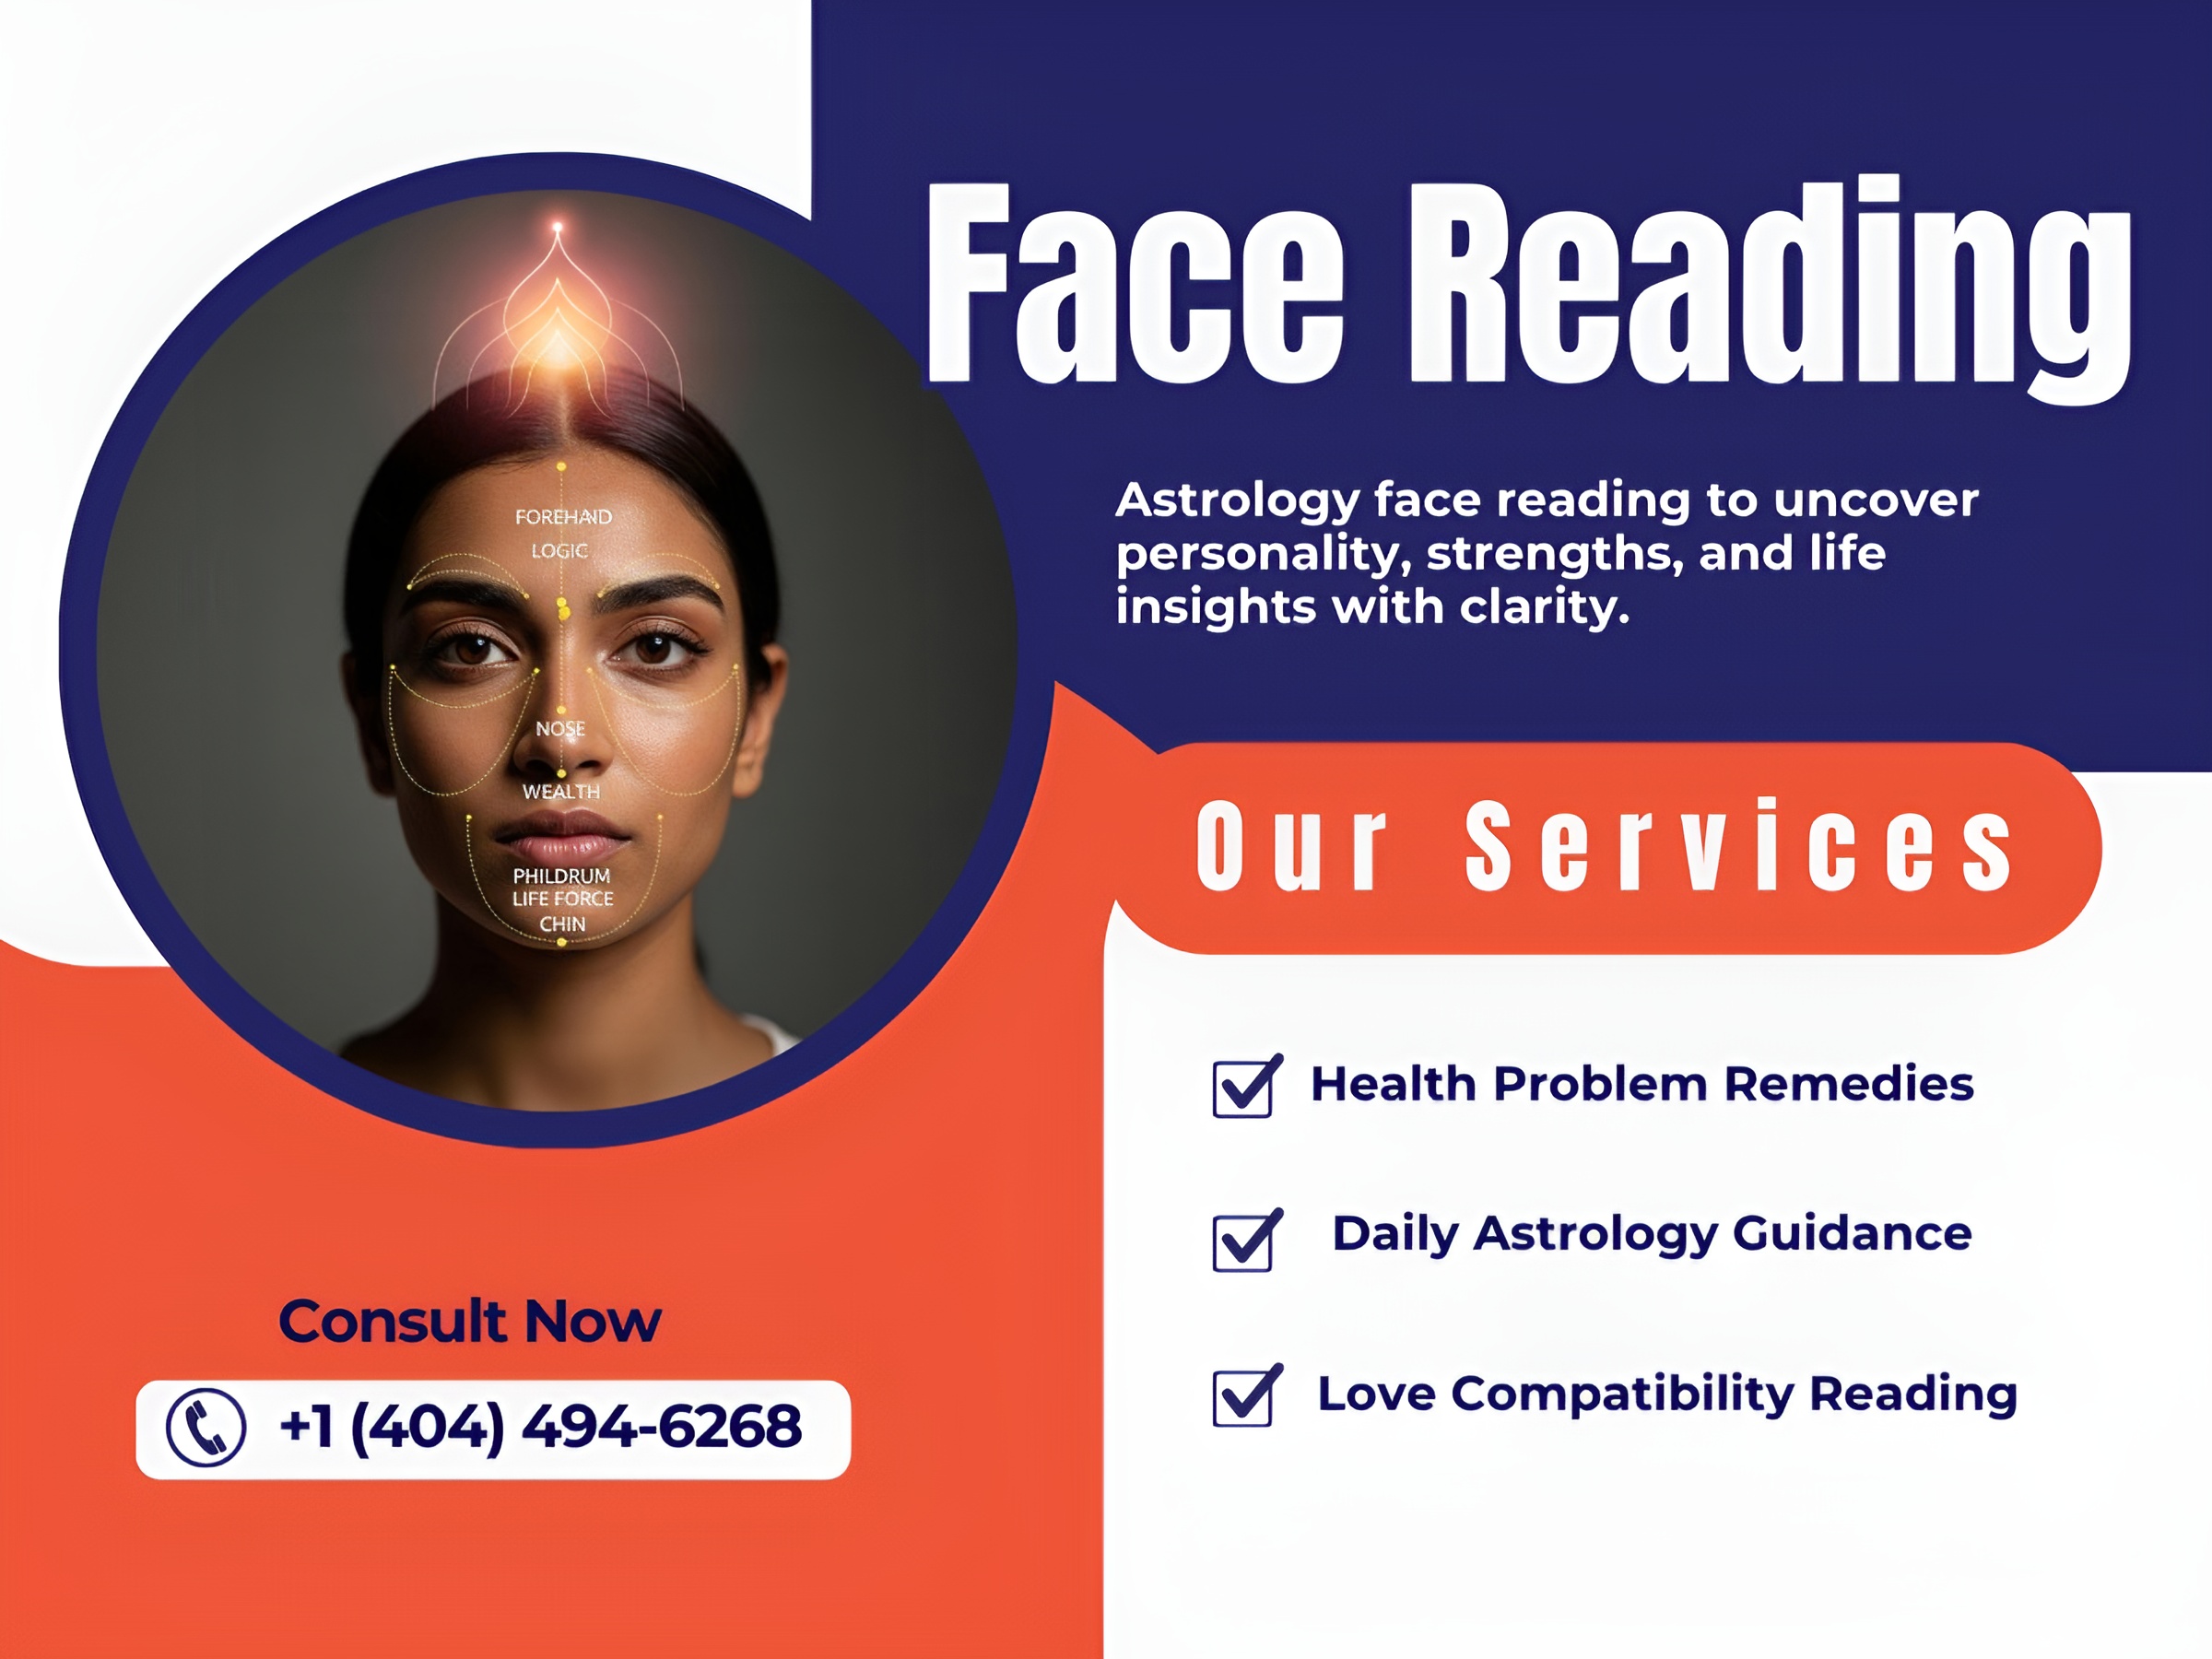 Face Reading
Astrology face reading to uncover
personality, strengths, and life
insights with clarity.
FOREHAND
LOGIC
NOSE
WEALTH
PHILDRUM
LIFE FORCE
CHIN
Our Services
Health Problem Remedies
Daily Astrology Guidance
Love Compatibility Reading
Consult Now
+1 (404) 494-6268